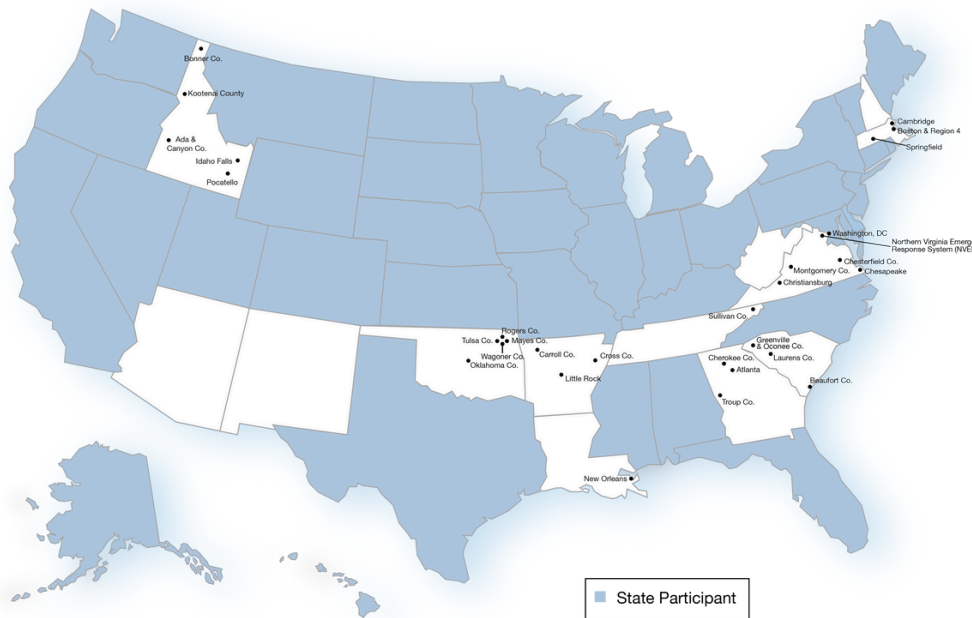 Bonner Co.
Kootenai County
Ada &
Canyon Co.
Idaho Falls
Pocatello
Cambridge
Boston & Region 4
Springfield
Washington, DC
Northern Virginia Emerg
Response System (NVE
Chesterfield Co.
Montgomery Co.
Chesapeake
Christiansburg
Sullivan Co.
Rogers Co.
Tulsa Co.
Mayes Co.
Wagoner Co.
Oklahoma Co.
Carroll Co.
Cross Co.
Little Rock
Greenville
& Oconee Co.
Cherokee Co.
Laurens Co.
Atlanta
Beaufort Co.
Troup Co.
New Orleans
State Participant